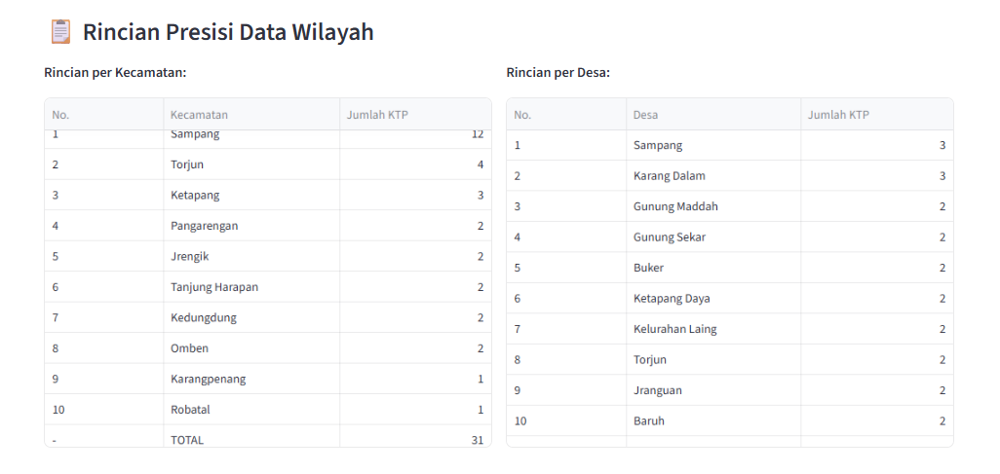 Rincian Presisi Data Wilayah
Rincian per Kecamatan:
No. Kecamatan Jumlah KTP
1 Sampang 12
2 Torjun 4
3 Ketapang 3
4 Pangarengan 2
5 Jrengik 2
6 Tanjung Harapan 2
7 Kedungdung 2
8 Omben 2
9 Karangpenang 1
10 Robatal 1
- TOTAL 31
Rincian per Desa:
No. Desa Jumlah KTP
1 Sampang 3
2 Karang Dalam 3
3 Gunung Maddah 2
4 Gunung Sekar 2
5 Buker 2
6 Ketapang Daya 2
7 Kelurahan Laing 2
8 Torjun 2
9 Jranguan 2
10 Baruh 2